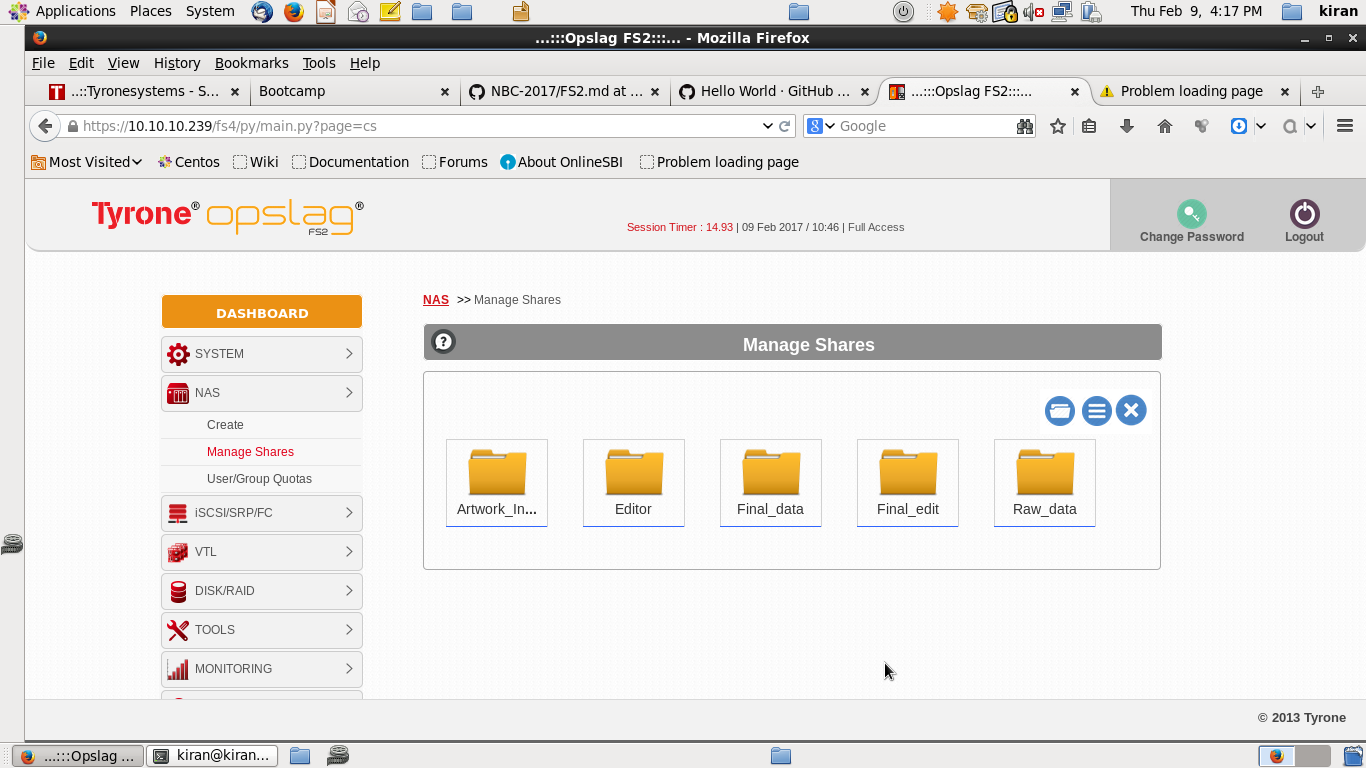 Applications Places System Thu Feb 9, 4:17 PM kiran
...:::Opslag FS2:::... - Mozilla Firefox
File Edit View History Bookmarks Tools Help
..::Tyronesystems - S... Bootcamp NBC-2017/FS2.md at ... Hello World · GitHub ... ...:::Opslag FS2:::... Problem loading page
https://10.10.10.239/fs4/py/main.py?page=cs Google
Most Visited Centos Wiki Documentation Forums About OnlineSBI Problem loading page
Tyrone® opslag®
FS2
Session Timer : 14.93 | 09 Feb 2017 / 10:46 | Full Access
Change Password Logout
DASHBOARD
SYSTEM
NAS
Create
Manage Shares
User/Group Quotas
iSCSI/SRP/FC
VTL
DISK/RAID
TOOLS
MONITORING
NAS >> Manage Shares
? Manage Shares
Artwork_In... Editor Final_data Final_edit Raw_data
© 2013 Tyrone
...:::Opslag ... kiran@kiran...